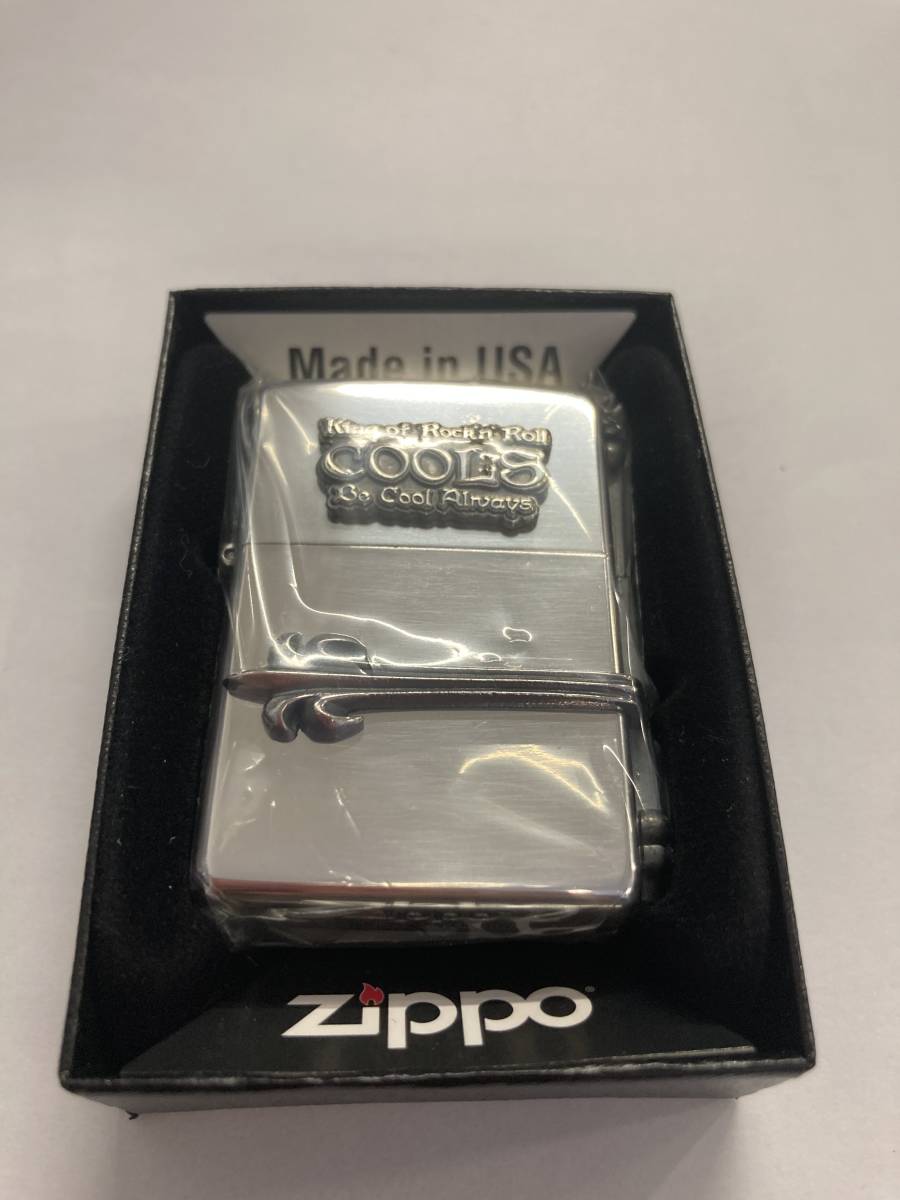 Made in USA
King of Rock'n' Roll
COOLS
Be Cool Always
zippo